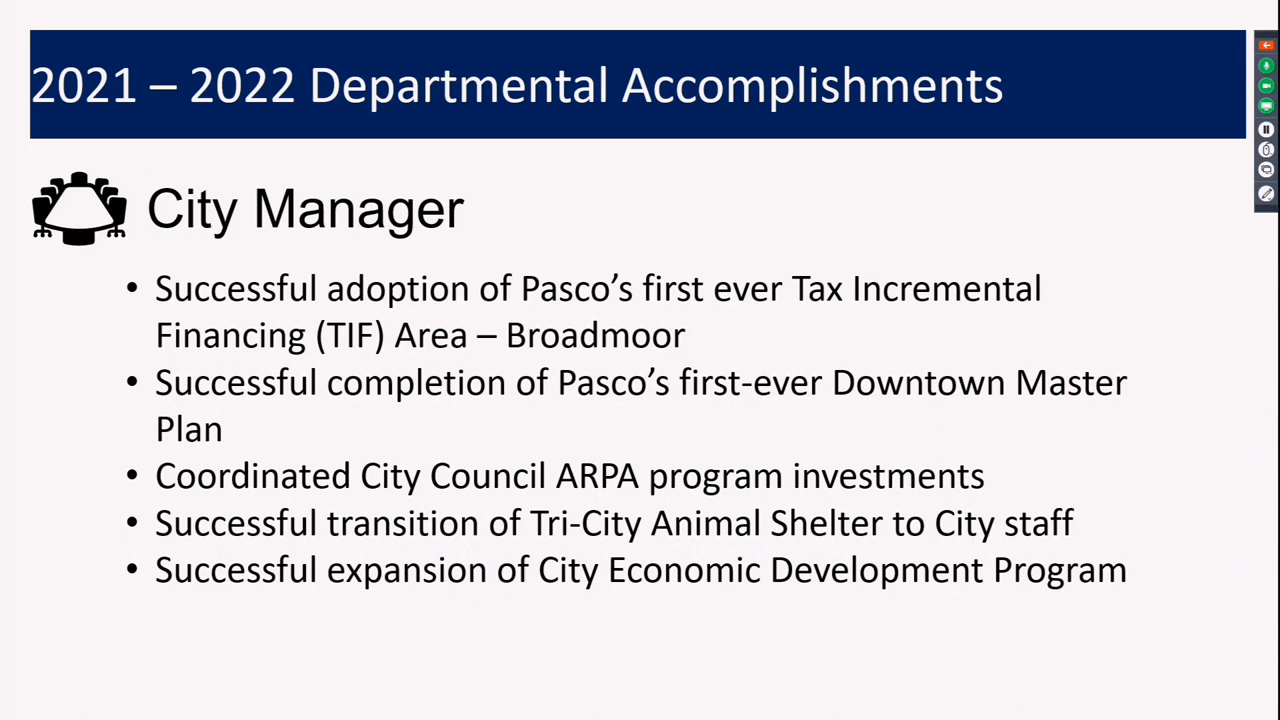 2021 – 2022 Departmental Accomplishments
City Manager
• Successful adoption of Pasco’s first ever Tax Incremental
Financing (TIF) Area – Broadmoor
• Successful completion of Pasco’s first-ever Downtown Master
Plan
• Coordinated City Council ARPA program investments
• Successful transition of Tri-City Animal Shelter to City staff
• Successful expansion of City Economic Development Program